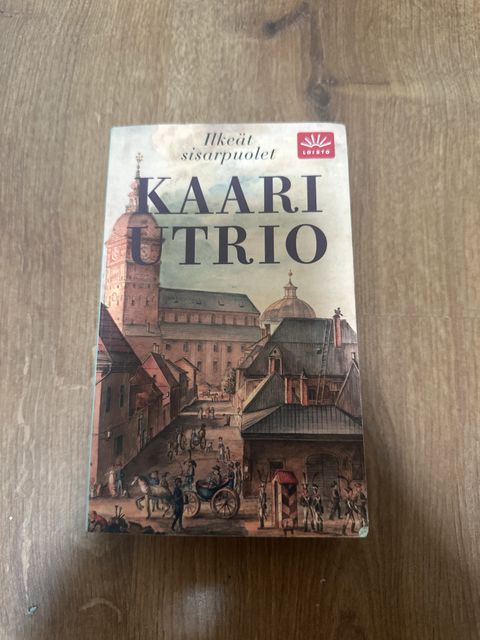 Ilkeät
sisarpuolet
LOISTO
KAARI
UTRIO